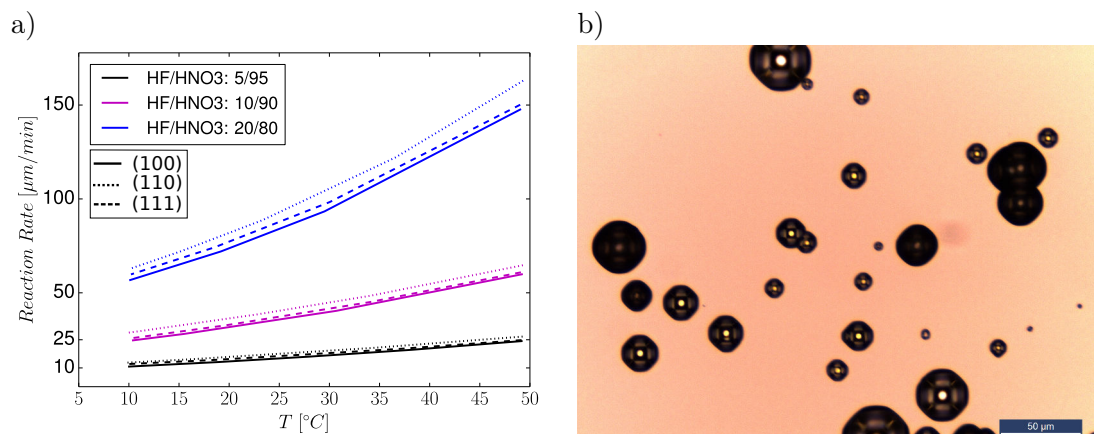 a)
b)
HF/HNO3: 5/95
HF/HNO3: 10/90
HF/HNO3: 20/80
(100)
(110)
(111)
Reaction Rate [μm/min]
150
100
50
25
10
5 10 15 20 25 30 35 40 45 50
T [°C]
50 µm